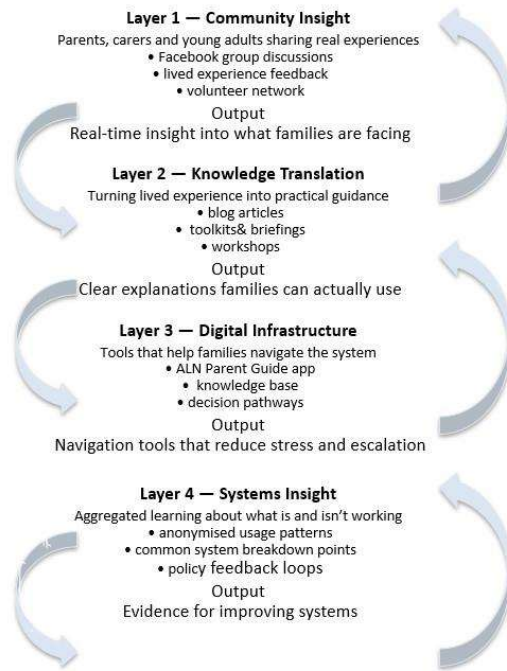 Layer 1 — Community Insight
Parents, carers and young adults sharing real experiences
• Facebook group discussions
• lived experience feedback
• volunteer network
Output
Real-time insight into what families are facing
Layer 2 — Knowledge Translation
Turning lived experience into practical guidance
• blog articles
• toolkits& briefings
• workshops
Output
Clear explanations families can actually use
Layer 3 — Digital Infrastructure
Tools that help families navigate the system
• ALN Parent Guide app
• knowledge base
• decision pathways
Output
Navigation tools that reduce stress and escalation
Layer 4 — Systems Insight
Aggregated learning about what is and isn’t working
• anonymised usage patterns
• common system breakdown points
• policy feedback loops
Output
Evidence for improving systems